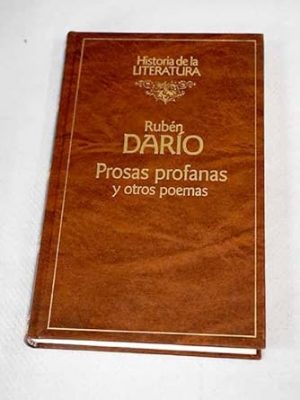 Historia de la
LITERATURA
Rubén
DARÍO
Prosas profanas
y otros poemas